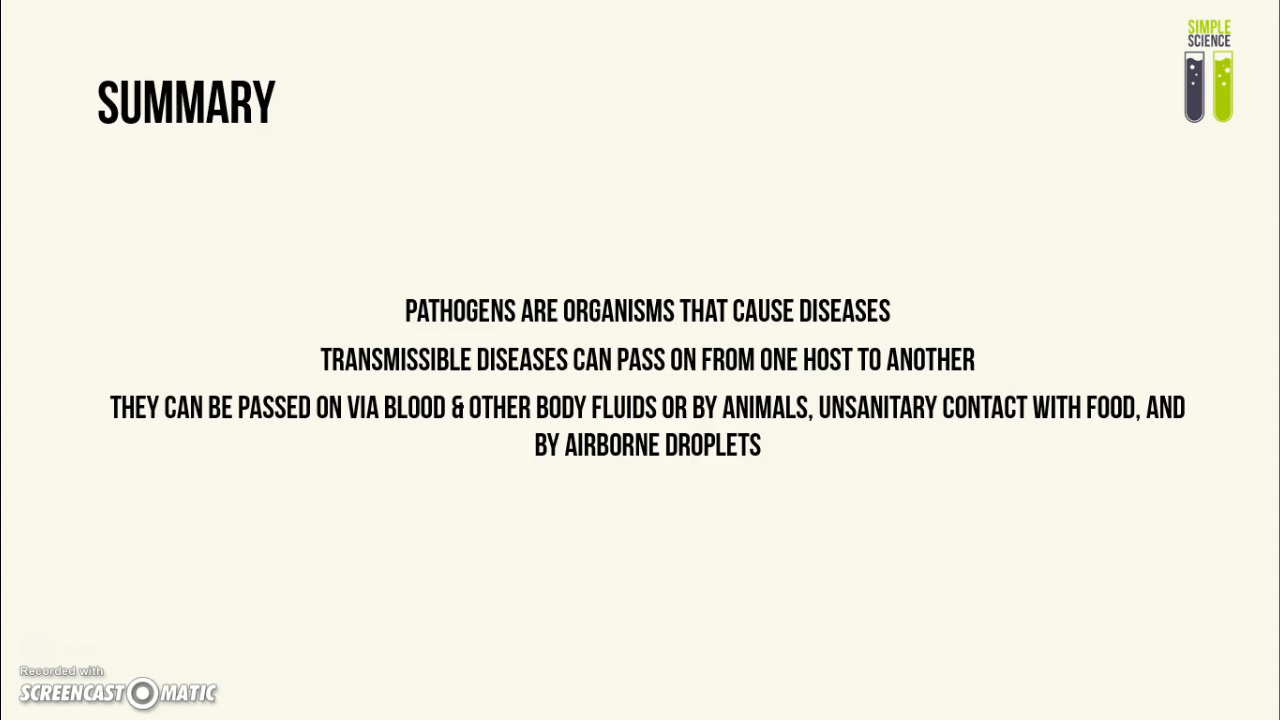 SIMPLE
SCIENCE
SUMMARY
PATHOGENS ARE ORGANISMS THAT CAUSE DISEASES
TRANSMISSIBLE DISEASES CAN PASS ON FROM ONE HOST TO ANOTHER
THEY CAN BE PASSED ON VIA BLOOD & OTHER BODY FLUIDS OR BY ANIMALS, UNSANITARY CONTACT WITH FOOD, AND
BY AIRBORNE DROPLETS
Recorded with
SCREENCAST MATIC